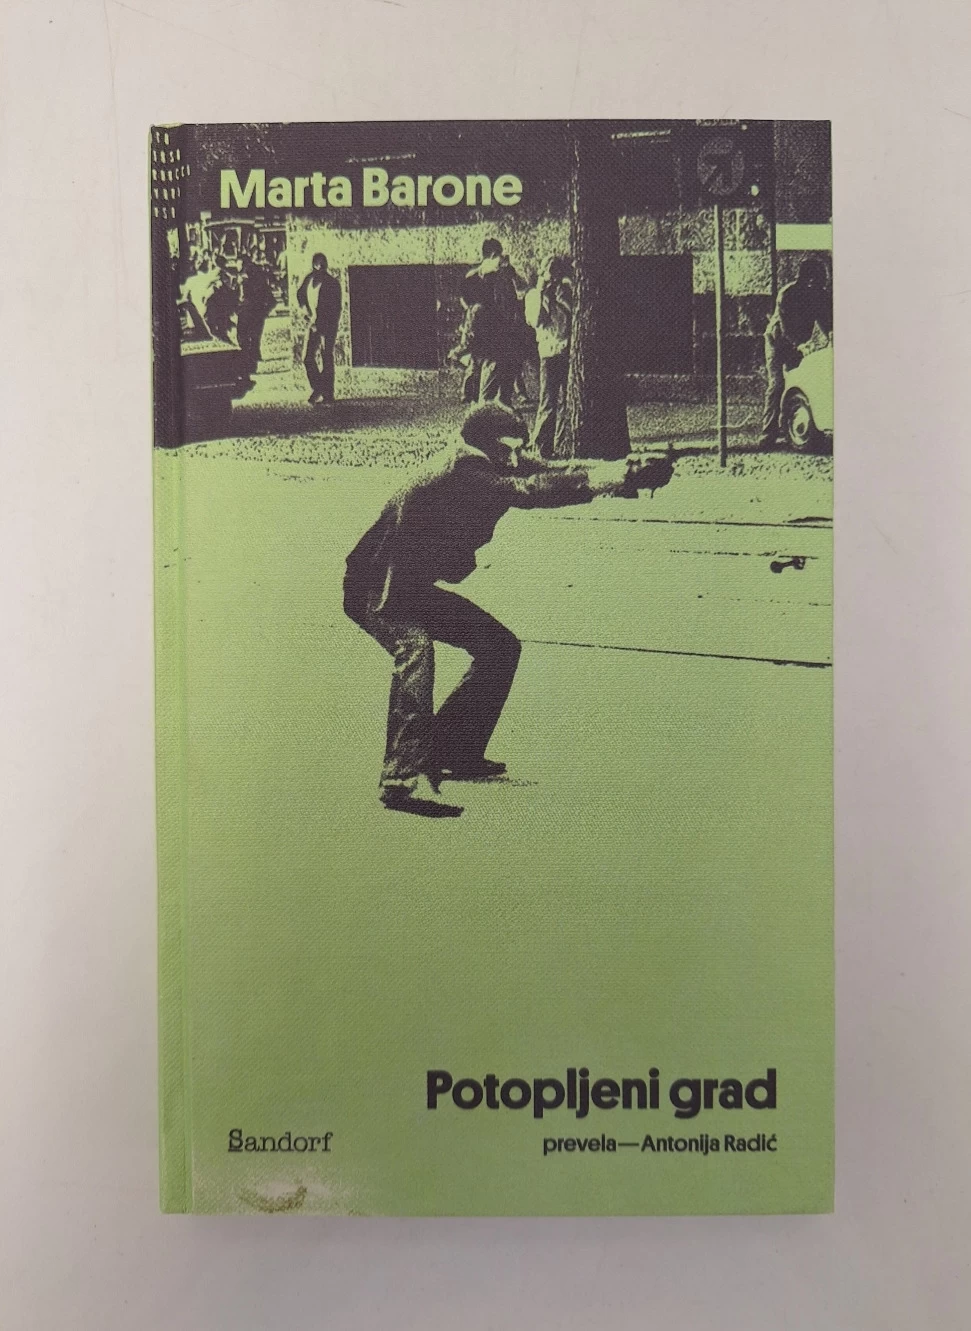 Marta Barone
Potopljeni grad
Sandorf
prevela—Antonija Radić